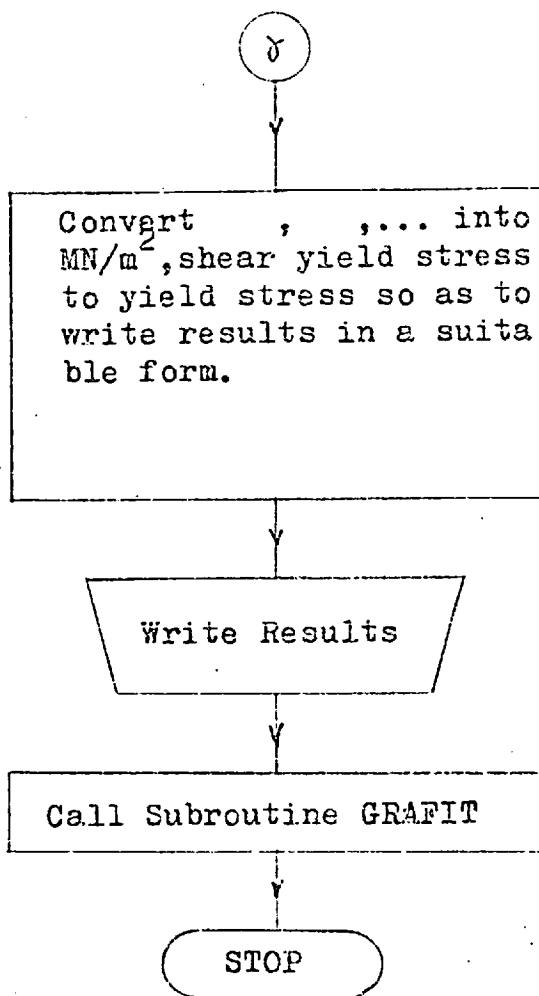 γ
Convert , ,... into
MN/m²,shear yield stress
to yield stress so as to
write results in a suita
ble form.
Write Results
Call Subroutine GRAFIT
STOP